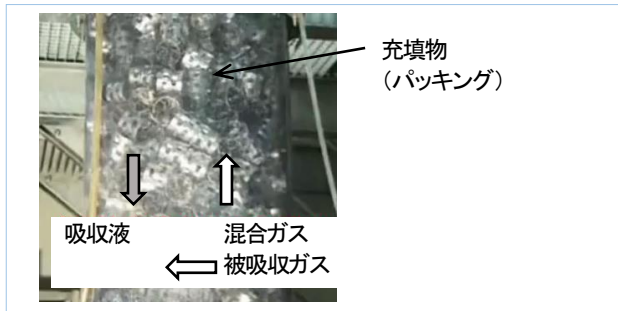 充填物
（パッキング）
吸収液
混合ガス
被吸収ガス